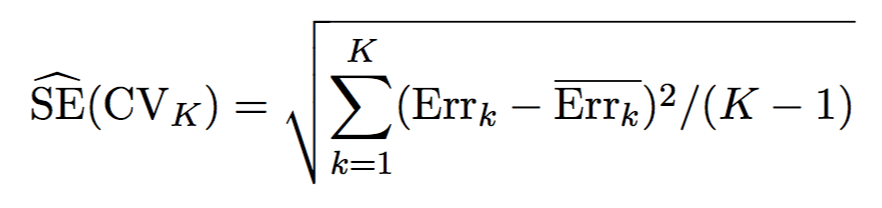 $\widehat{\mathrm{SE}}(\mathrm{CV}_K) = \sqrt{\sum_{k=1}^{K} (\mathrm{Err}_k - \overline{\mathrm{Err}_k})^2 / (K-1)}$